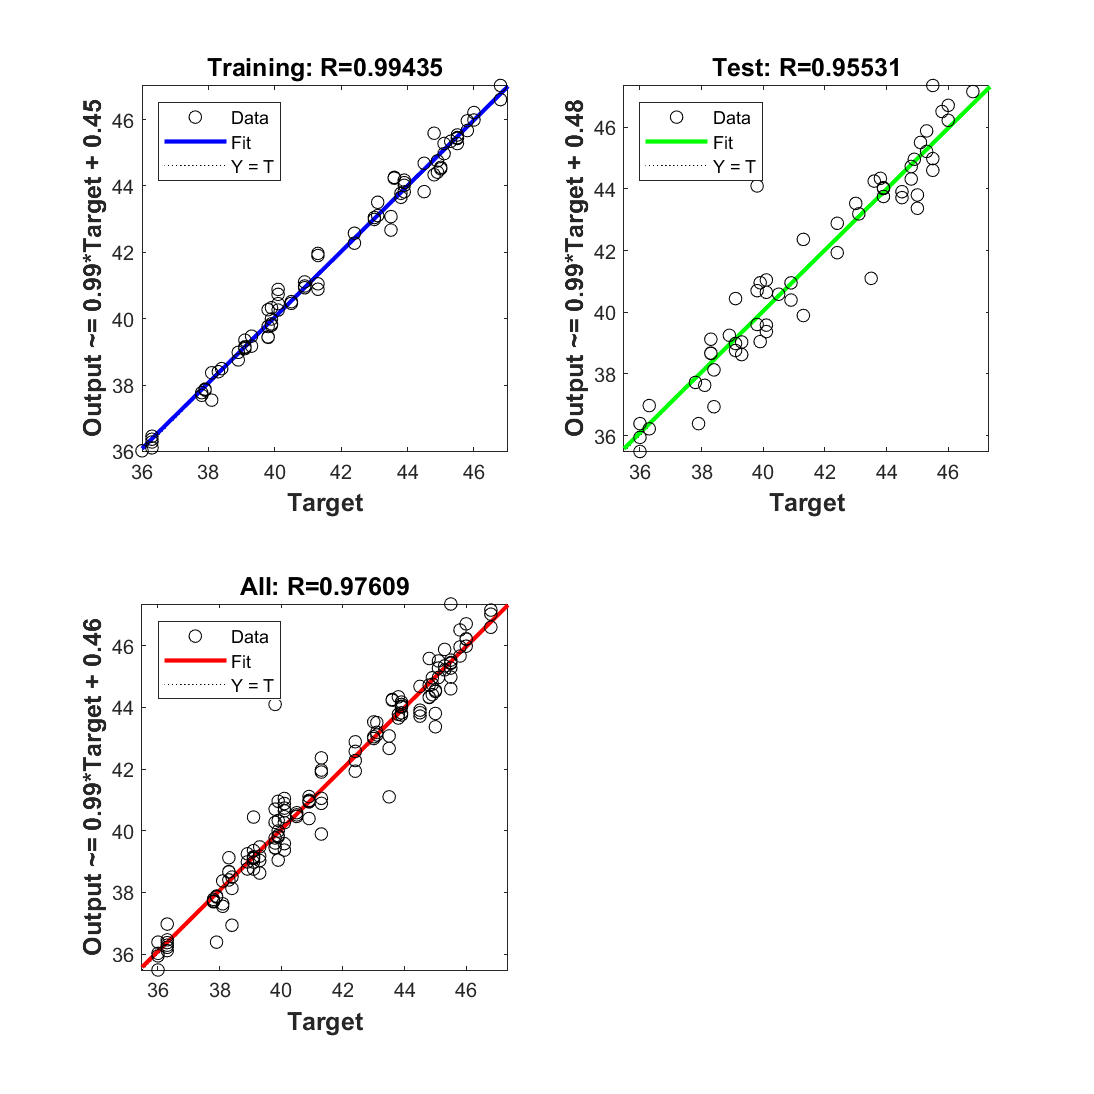 Training: R=0.99435
Output ~= 0.99*Target + 0.45
Data
Fit
Y = T
46
44
42
40
38
36
36 38 40 42 44 46
Target
Test: R=0.95531
Output ~= 0.99*Target + 0.48
Data
Fit
Y = T
46
44
42
40
38
36
36 38 40 42 44 46
Target
All: R=0.97609
Output ~= 0.99*Target + 0.46
Data
Fit
Y = T
46
44
42
40
38
36
36 38 40 42 44 46
Target